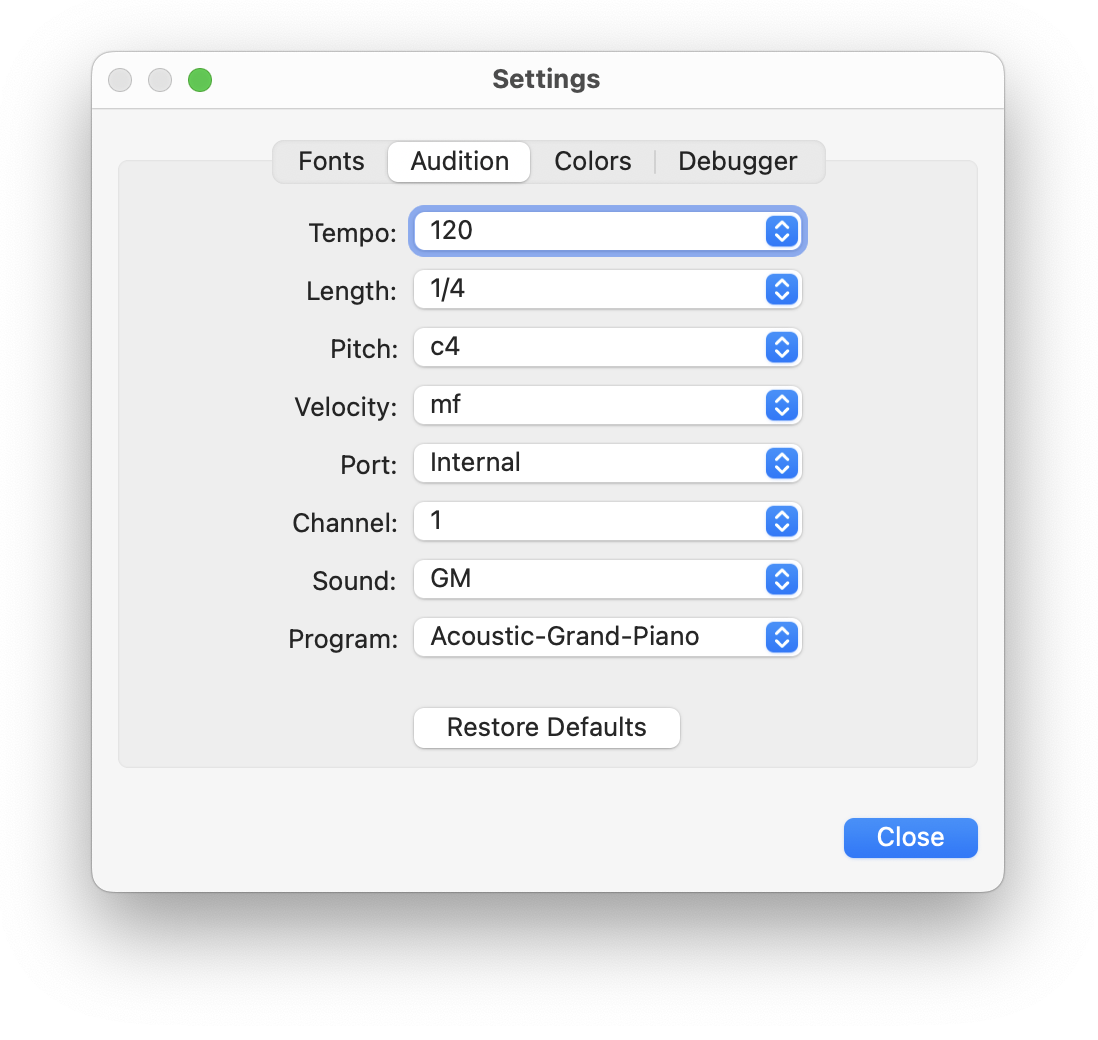 Settings
Fonts Audition Colors Debugger
Tempo: 120
Length: 1/4
Pitch: c4
Velocity: mf
Port: Internal
Channel: 1
Sound: GM
Program: Acoustic-Grand-Piano
Restore Defaults
Close